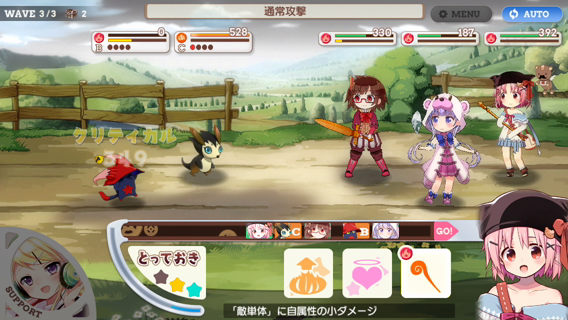 WAVE 3/3 2
通常攻撃
MENU
AUTO
0
B
528
C
330
187
392
クリティカル
349
C
B
GO!
とっておき
SUPPORT
「敵単体」に自属性の小ダメージ